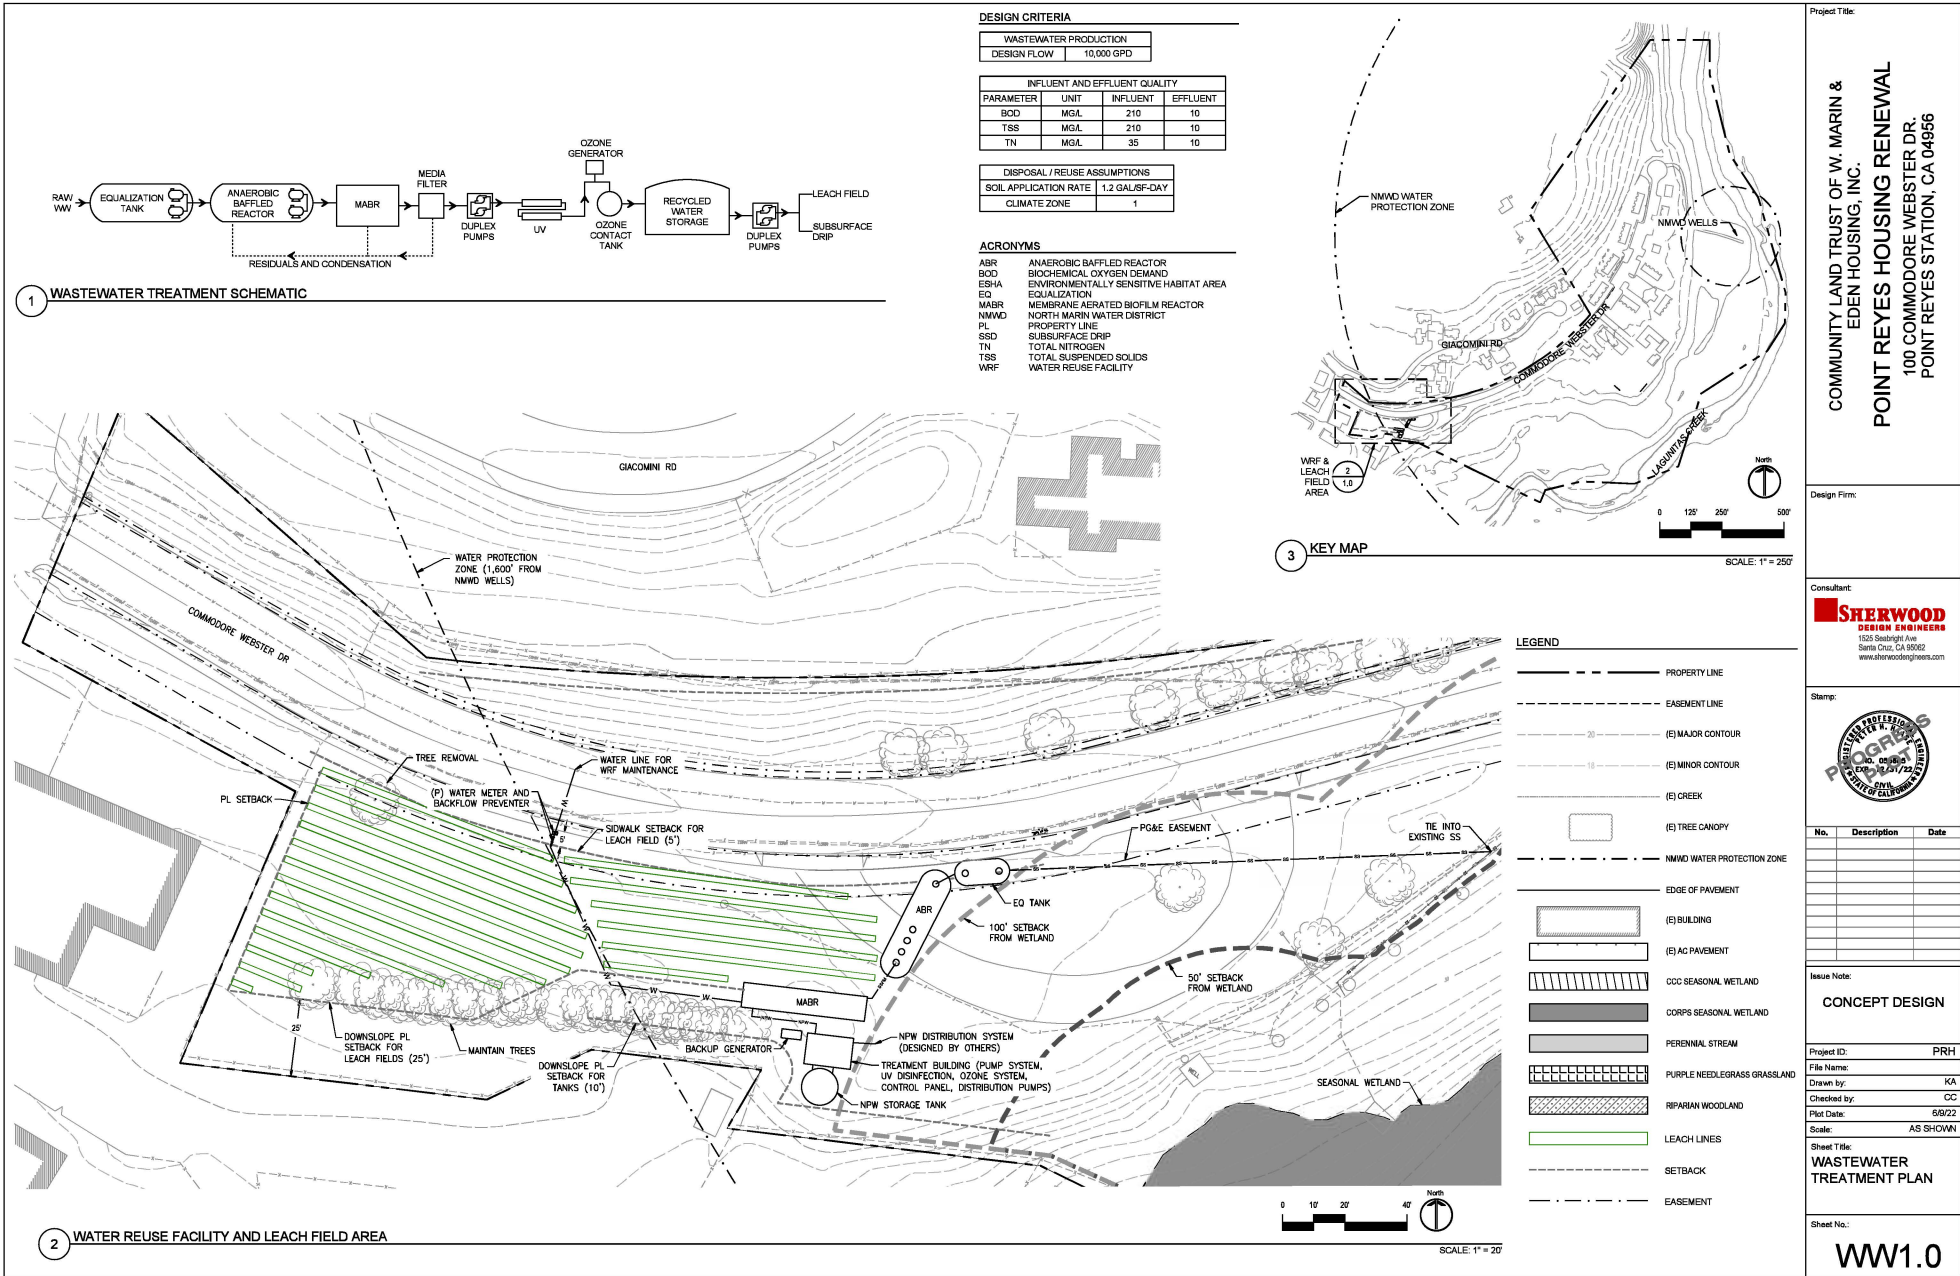 RAW
WW
EQUALIZATION
TANK
ANAEROBIC
BAFFLED
REACTOR
MABR
MEDIA
FILTER
DUPLEX
PUMPS
UV
OZONE
GENERATOR
OZONE
CONTACT
TANK
RECYCLED
WATER
STORAGE
DUPLEX
PUMPS
LEACH FIELD
SUBSURFACE
DRIP
RESIDUALS AND CONDENSATION
1 WASTEWATER TREATMENT SCHEMATIC
DESIGN CRITERIA
WASTEWATER PRODUCTION
DESIGN FLOW 10,000 GPD
INFLUENT AND EFFLUENT QUALITY
PARAMETER UNIT INFLUENT EFFLUENT
BOD MG/L 210 10
TSS MG/L 210 10
TN MG/L 35 10
DISPOSAL / REUSE ASSUMPTIONS
SOIL APPLICATION RATE 1.2 GAL/SF-DAY
CLIMATE ZONE 1
ACRONYMS
ABR ANAEROBIC BAFFLED REACTOR
BOD BIOCHEMICAL OXYGEN DEMAND
ESHA ENVIRONMENTALLY SENSITIVE HABITAT AREA
EQ EQUALIZATION
MABR MEMBRANE AERATED BIOFILM REACTOR
NMWD NORTH MARIN WATER DISTRICT
PL PROPERTY LINE
SSD SUBSURFACE DRIP
TN TOTAL NITROGEN
TSS TOTAL SUSPENDED SOLIDS
WRF WATER REUSE FACILITY
NMWD WATER
PROTECTION ZONE
NMWD WELLS
GIACOMINI RD
COMMODORE WEBSTER DR
LAGUNITAS CREEK
WRF &
LEACH
FIELD
AREA
2
1.0
North
0 125' 250' 500'
3 KEY MAP
SCALE: 1" = 250'
GIACOMINI RD
WATER PROTECTION
ZONE (1,600' FROM
NMWD WELLS)
COMMODORE WEBSTER DR
TREE REMOVAL
PL SETBACK
(P) WATER METER AND
BACKFLOW PREVENTER
WATER LINE FOR
WRF MAINTENANCE
5'
SIDWALK SETBACK FOR
LEACH FIELD (5')
PG&E EASEMENT
TIE INTO
EXISTING SS
EQ TANK
ABR
100' SETBACK
FROM WETLAND
50' SETBACK
FROM WETLAND
MABR
25'
DOWNSLOPE PL
SETBACK FOR
LEACH FIELDS (25')
MAINTAIN TREES
DOWNSLOPE PL
SETBACK FOR
TANKS (10')
BACKUP GENERATOR
NPW DISTRIBUTION SYSTEM
(DESIGNED BY OTHERS)
TREATMENT BUILDING (PUMP SYSTEM,
UV DISINFECTION, OZONE SYSTEM,
CONTROL PANEL, DISTRIBUTION PUMPS)
NPW STORAGE TANK
WELL
SEASONAL WETLAND
0 10' 20' 40'
North
2 WATER REUSE FACILITY AND LEACH FIELD AREA
SCALE: 1" = 20'
LEGEND
PROPERTY LINE
EASEMENT LINE
20 (E) MAJOR CONTOUR
18 (E) MINOR CONTOUR
(E) CREEK
(E) TREE CANOPY
NMWD WATER PROTECTION ZONE
EDGE OF PAVEMENT
(E) BUILDING
(E) AC PAVEMENT
CCC SEASONAL WETLAND
CORPS SEASONAL WETLAND
PERENNIAL STREAM
PURPLE NEEDLEGRASS GRASSLAND
RIPARIAN WOODLAND
LEACH LINES
SETBACK
EASEMENT
Project Title:
COMMUNITY LAND TRUST OF W. MARIN &
EDEN HOUSING, INC.
POINT REYES HOUSING RENEWAL
100 COMMODORE WEBSTER DR.
POINT REYES STATION, CA 04956
Design Firm:
Consultant:
SHERWOOD
DESIGN ENGINEERS
1525 Seabright Ave
Santa Cruz, CA 95062
www.sherwoodengineers.com
Stamp:
REGISTERED PROFESSIONAL ENGINEER
PETER H.
CIVIL
STATE OF CALIFORNIA
PROGRESS
PLOT
No. Description Date
Issue Note:
CONCEPT DESIGN
Project ID: PRH
File Name:
Drawn by: KA
Checked by: CC
Plot Date: 6/9/22
Scale: AS SHOWN
Sheet Title:
WASTEWATER
TREATMENT PLAN
Sheet No.:
WW1.0